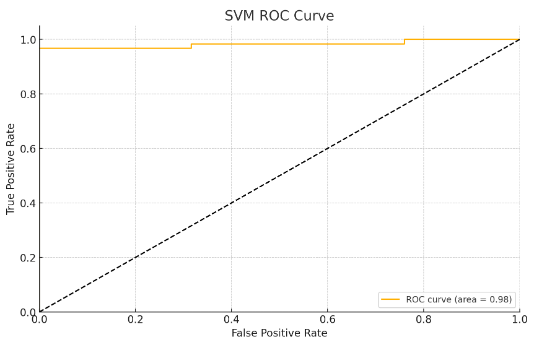 SVM ROC Curve
1.0
0.8
0.6
0.4
0.2
0.0
True Positive Rate
ROC curve (area = 0.98)
0.0 0.2 0.4 0.6 0.8 1.0
False Positive Rate